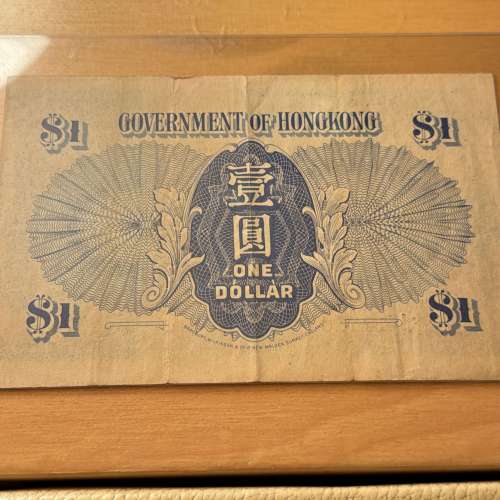 GOVERNMENT OF HONGKONG
$1 $1
壹
圓
ONE
DOLLAR
$1 $1